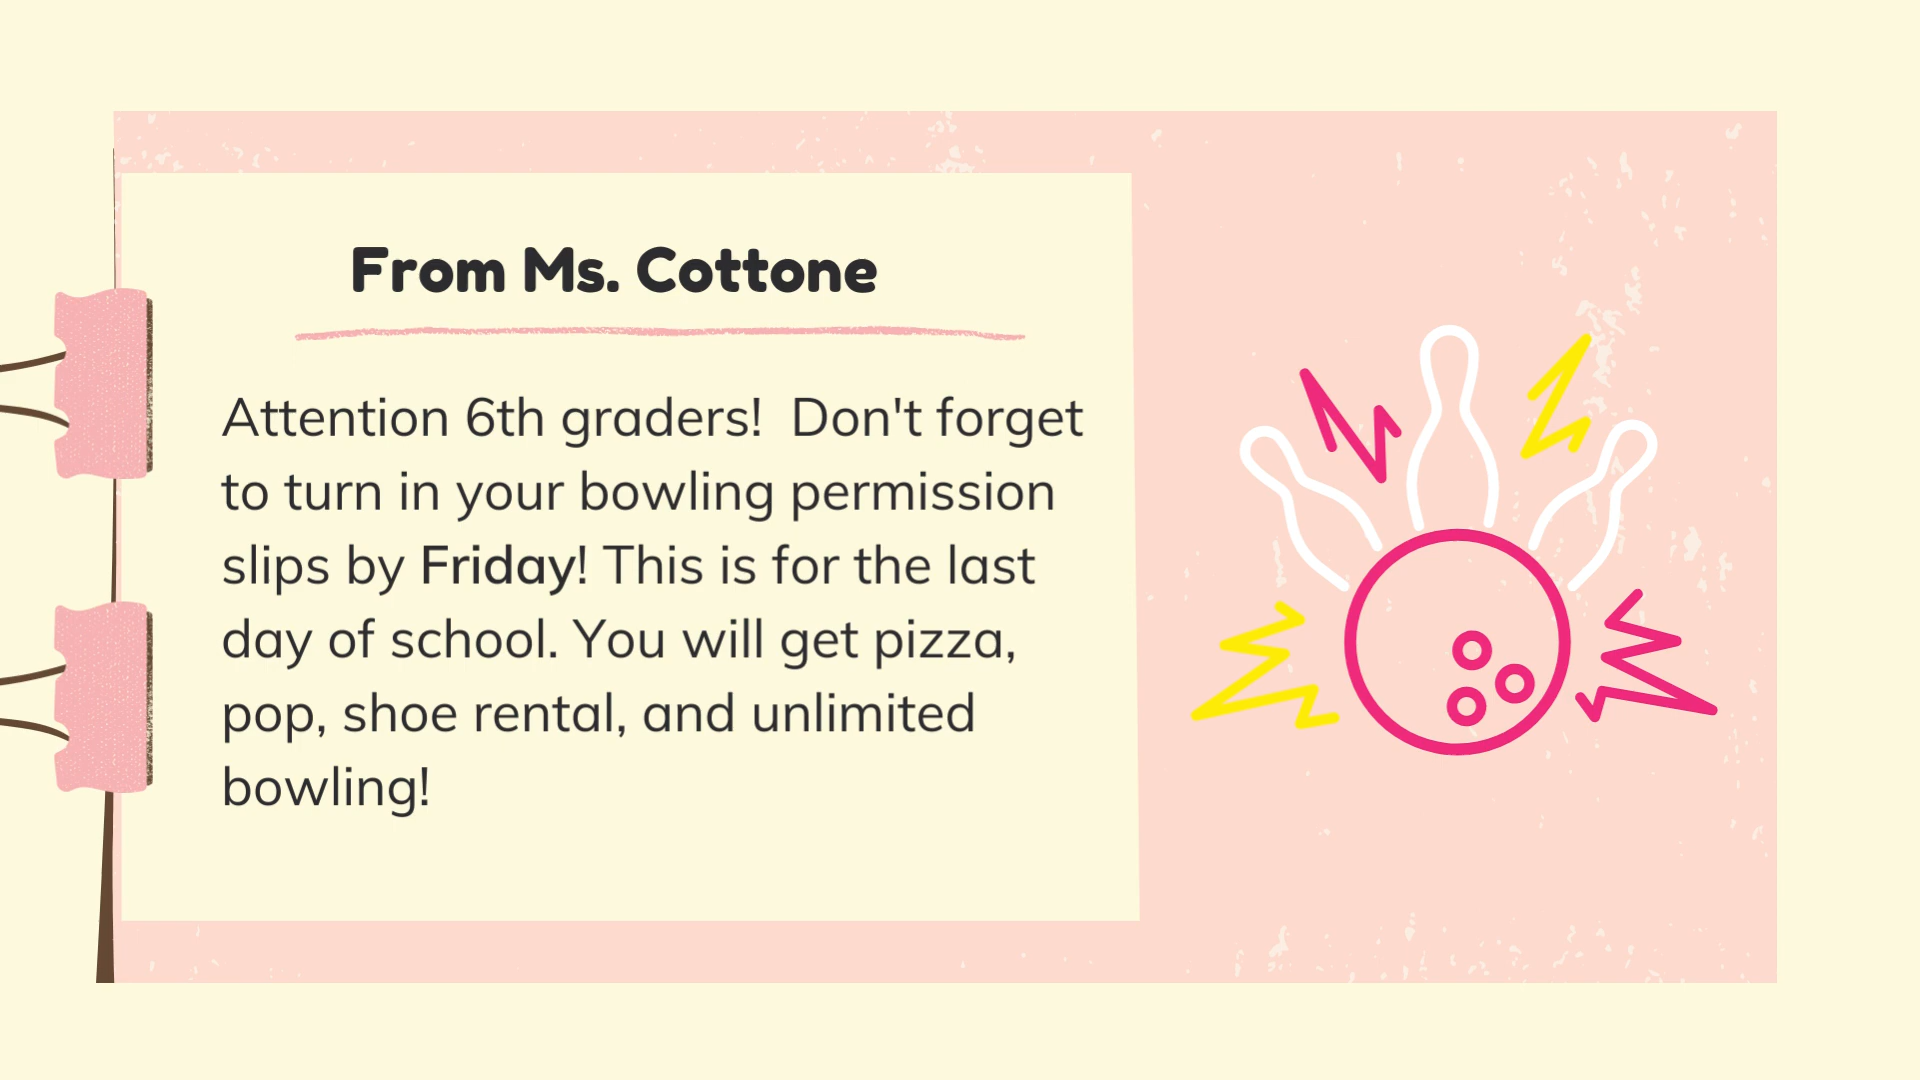 From Ms. Cottone
Attention 6th graders!  Don't forget
to turn in your bowling permission
slips by Friday! This is for the last
day of school. You will get pizza,
pop, shoe rental, and unlimited
bowling!